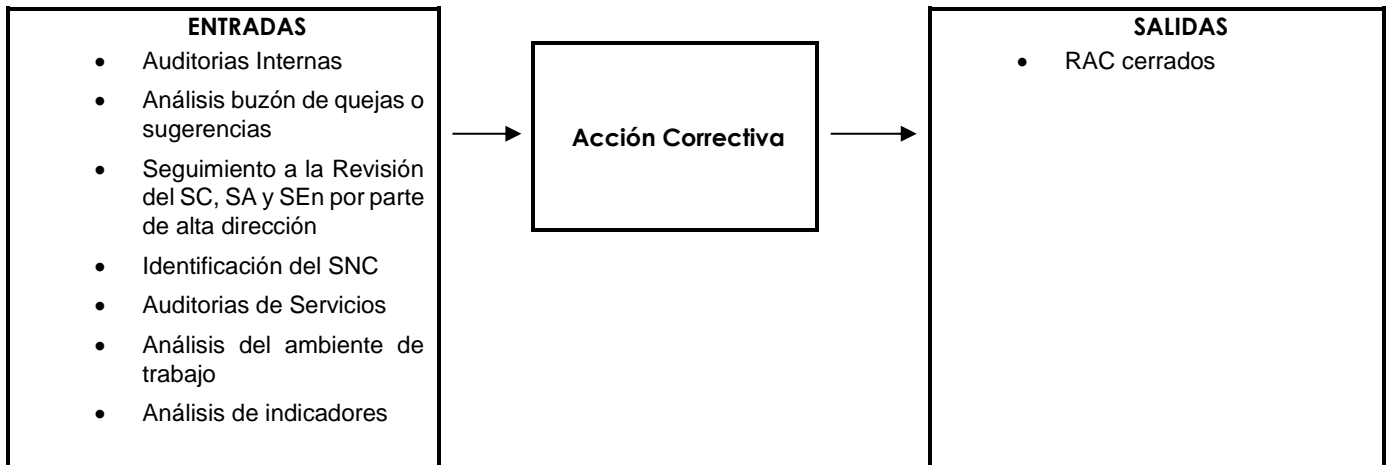 ENTRADAS
• Auditorias Internas
• Análisis buzón de quejas o
sugerencias
• Seguimiento a la Revisión
del SC, SA y SEn por parte
de alta dirección
• Identificación del SNC
• Auditorias de Servicios
• Análisis del ambiente de
trabajo
• Análisis de indicadores
Acción Correctiva
SALIDAS
• RAC cerrados